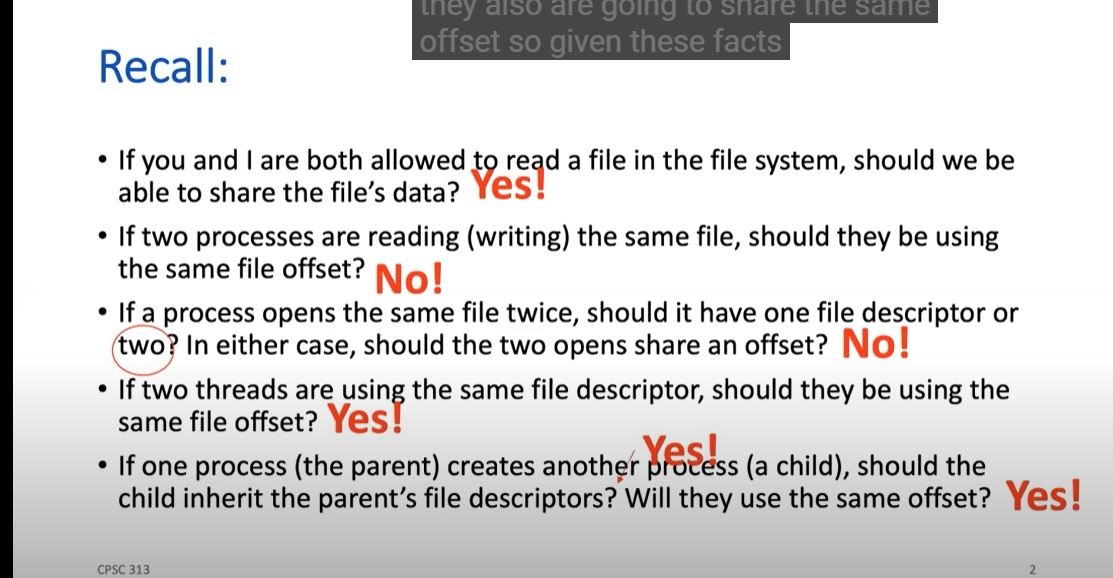 they also are going to share the same
offset so given these facts
Recall:
• If you and I are both allowed to read a file in the file system, should we be
able to share the file's data? Yes!
• If two processes are reading (writing) the same file, should they be using
the same file offset? No!
• If a process opens the same file twice, should it have one file descriptor or
two? In either case, should the two opens share an offset? No!
• If two threads are using the same file descriptor, should they be using the
same file offset? Yes!
Yes!
• If one process (the parent) creates another process (a child), should the
child inherit the parent's file descriptors? Will they use the same offset? Yes!
CPSC 313
2